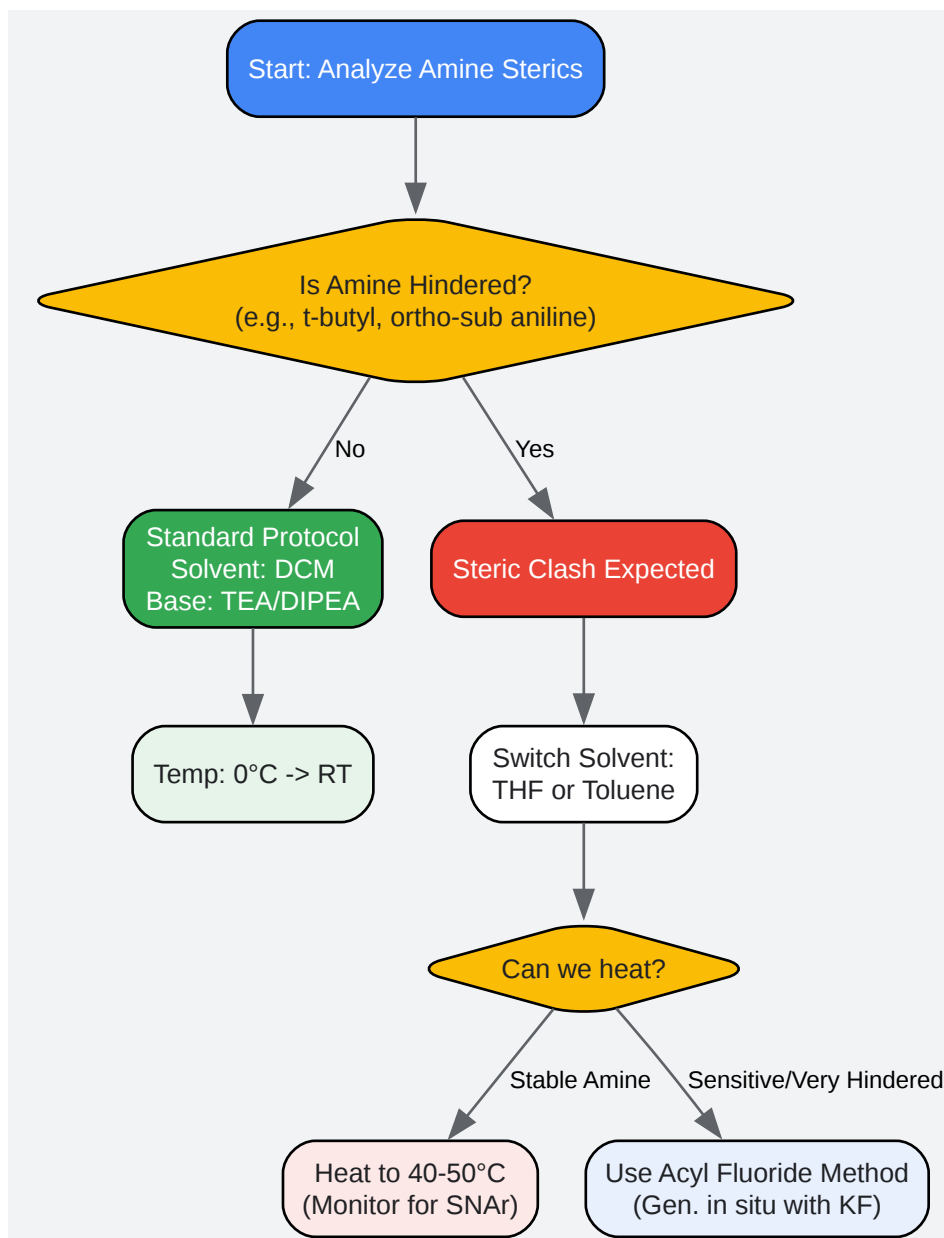 Start: Analyze Amine Sterics
Is Amine Hindered?
(e.g., t-butyl, ortho-sub aniline)
No
Yes
Standard Protocol
Solvent: DCM
Base: TEA/DIPEA
Steric Clash Expected
Temp: 0°C -> RT
Switch Solvent:
THF or Toluene
Can we heat?
Stable Amine
Sensitive/Very Hindered
Heat to 40-50°C
(Monitor for SNAr)
Use Acyl Fluoride Method
(Gen. in situ with KF)